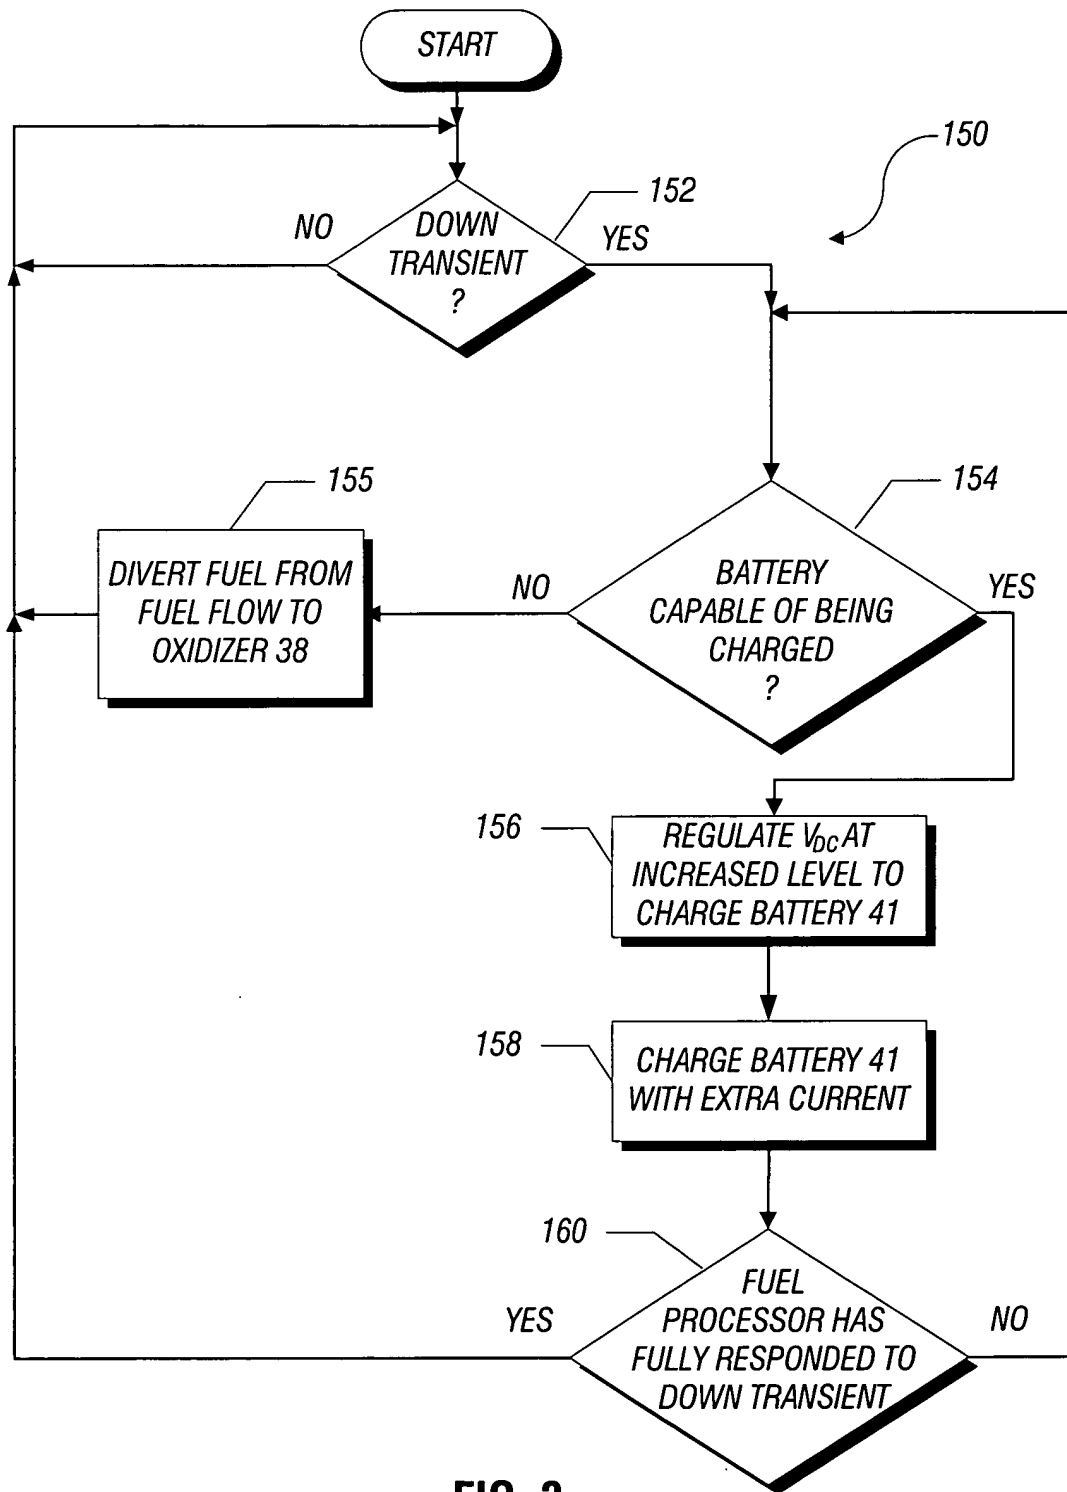 START
150
152
NO
DOWN
TRANSIENT
?
YES
155
154
DIVERT FUEL FROM
FUEL FLOW TO
OXIDIZER 38
NO
BATTERY
CAPABLE OF BEING
CHARGED
?
YES
156
REGULATE VDC AT
INCREASED LEVEL TO
CHARGE BATTERY 41
158
CHARGE BATTERY 41
WITH EXTRA CURRENT
160
YES
FUEL
PROCESSOR HAS
FULLY RESPONDED TO
DOWN TRANSIENT
NO